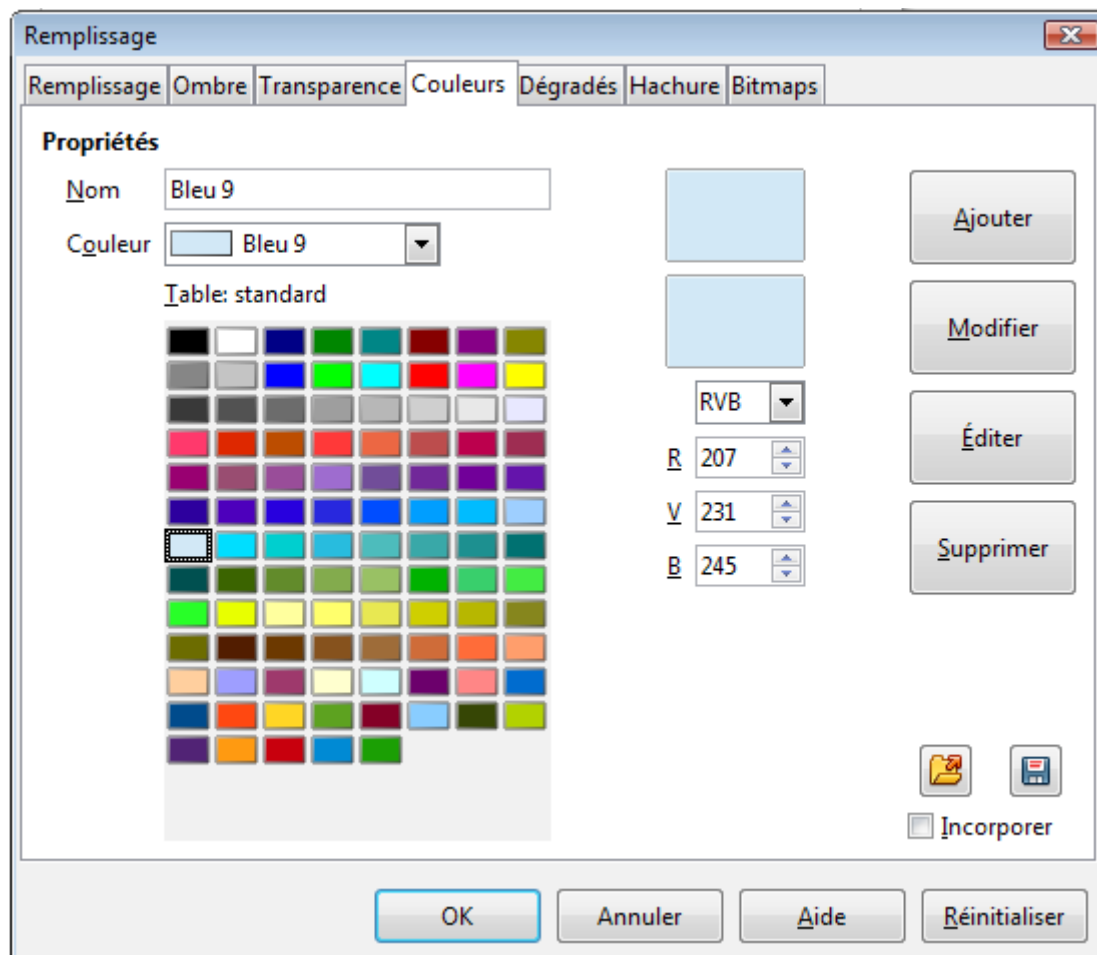 Remplissage
Remplissage Ombre Transparence Couleurs Dégradés Hachure Bitmaps
Propriétés
Nom Bleu 9
Couleur Bleu 9
Table: standard
Ajouter
Modifier
RVB
Éditer
R 207
V 231
Supprimer
B 245
Incorporer
OK Annuler Aide Réinitialiser